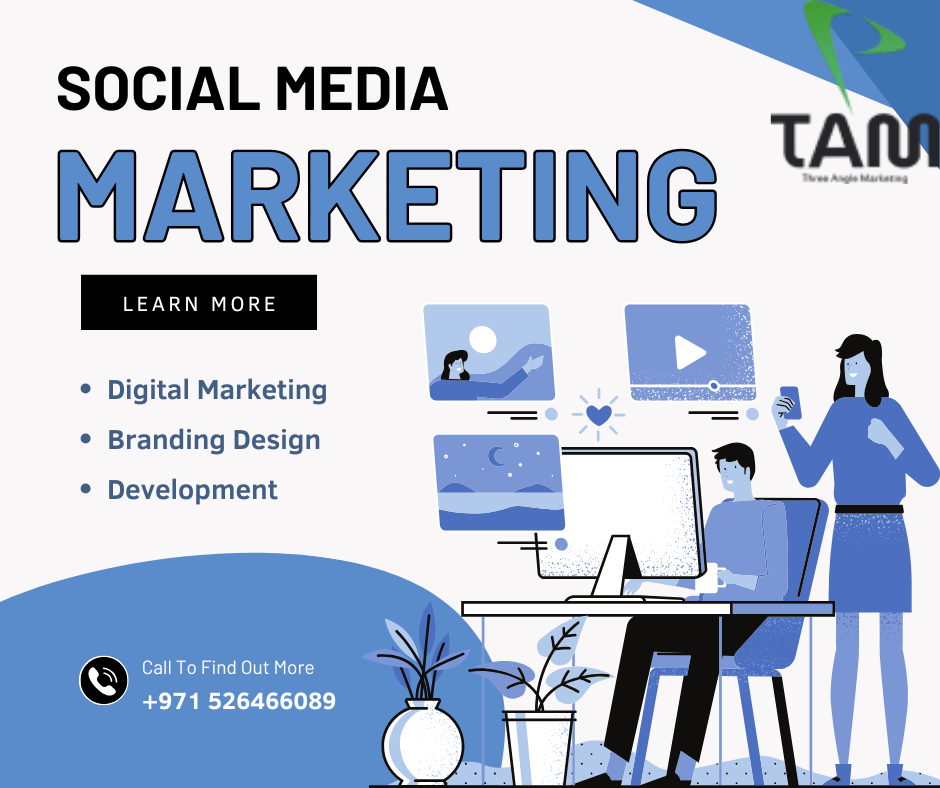 SOCIAL MEDIA
MARKETING
TAM
Three Angle Marketing
LEARN MORE
Digital Marketing
Branding Design
Development
Call To Find Out More
+971 526466089